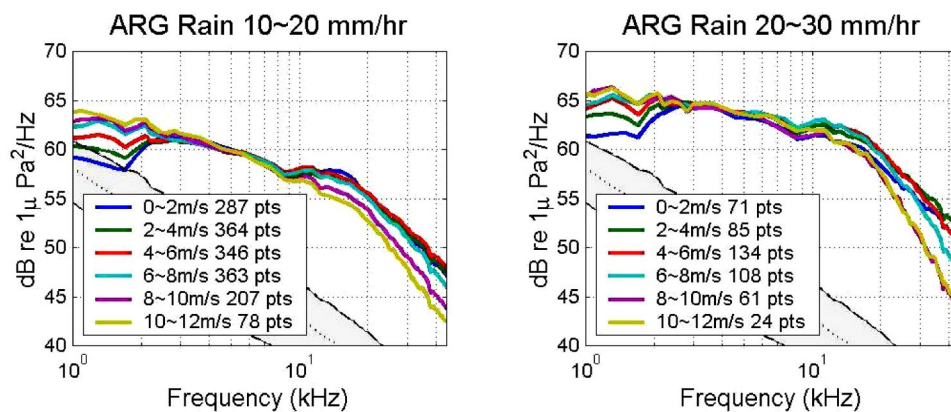 ARG Rain 10~20 mm/hr
70
65
60
55
50
45
40
dB re 1μ Pa²/Hz
0~2m/s 287 pts
2~4m/s 364 pts
4~6m/s 346 pts
6~8m/s 363 pts
8~10m/s 207 pts
10~12m/s 78 pts
10⁰
10¹
Frequency (kHz)
ARG Rain 20~30 mm/hr
70
65
60
55
50
45
40
dB re 1μ Pa²/Hz
0~2m/s 71 pts
2~4m/s 85 pts
4~6m/s 134 pts
6~8m/s 108 pts
8~10m/s 61 pts
10~12m/s 24 pts
10⁰
10¹
Frequency (kHz)